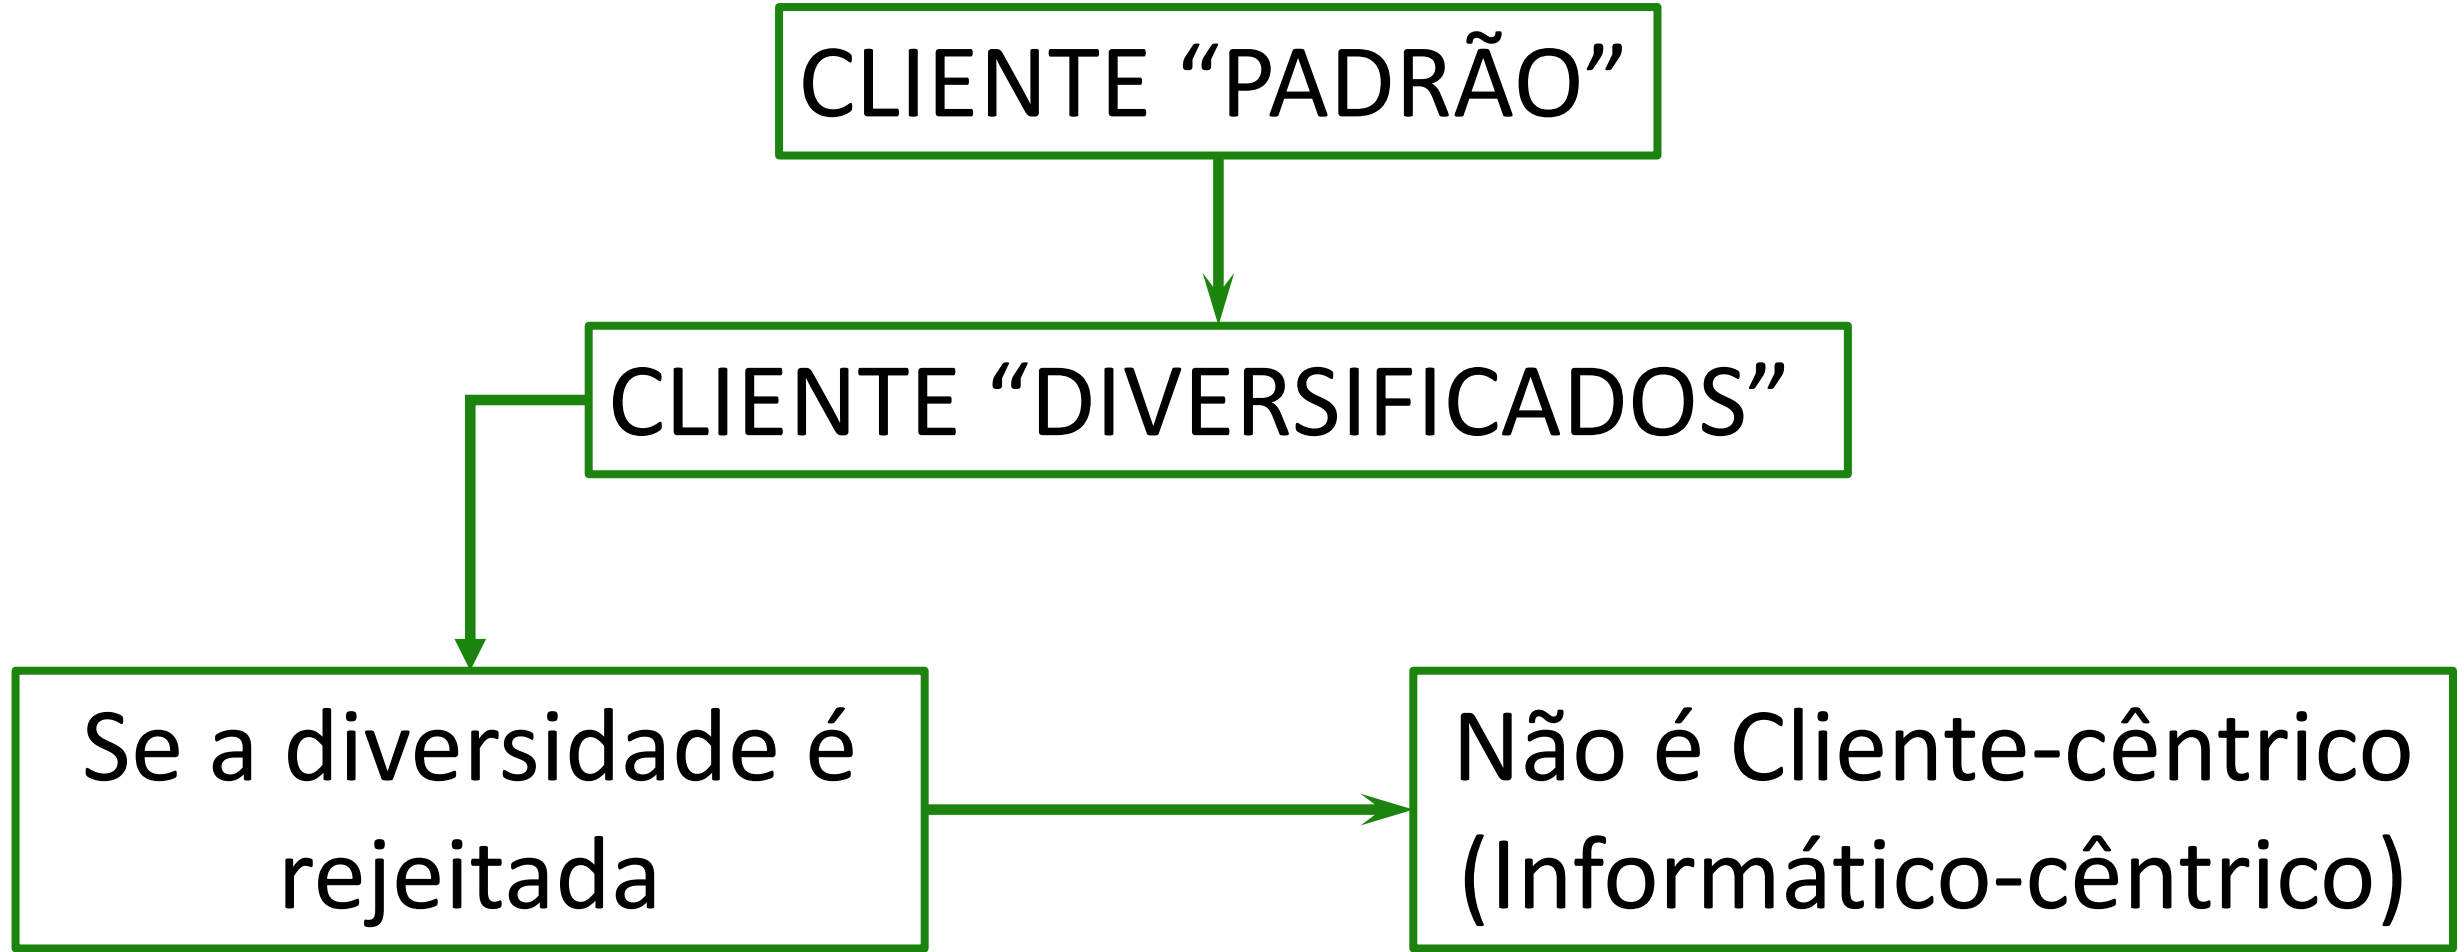 CLIENTE “PADRÃO”
CLIENTE “DIVERSIFICADOS”
Se a diversidade é
rejeitada
Não é Cliente-cêntrico
(Informático-cêntrico)